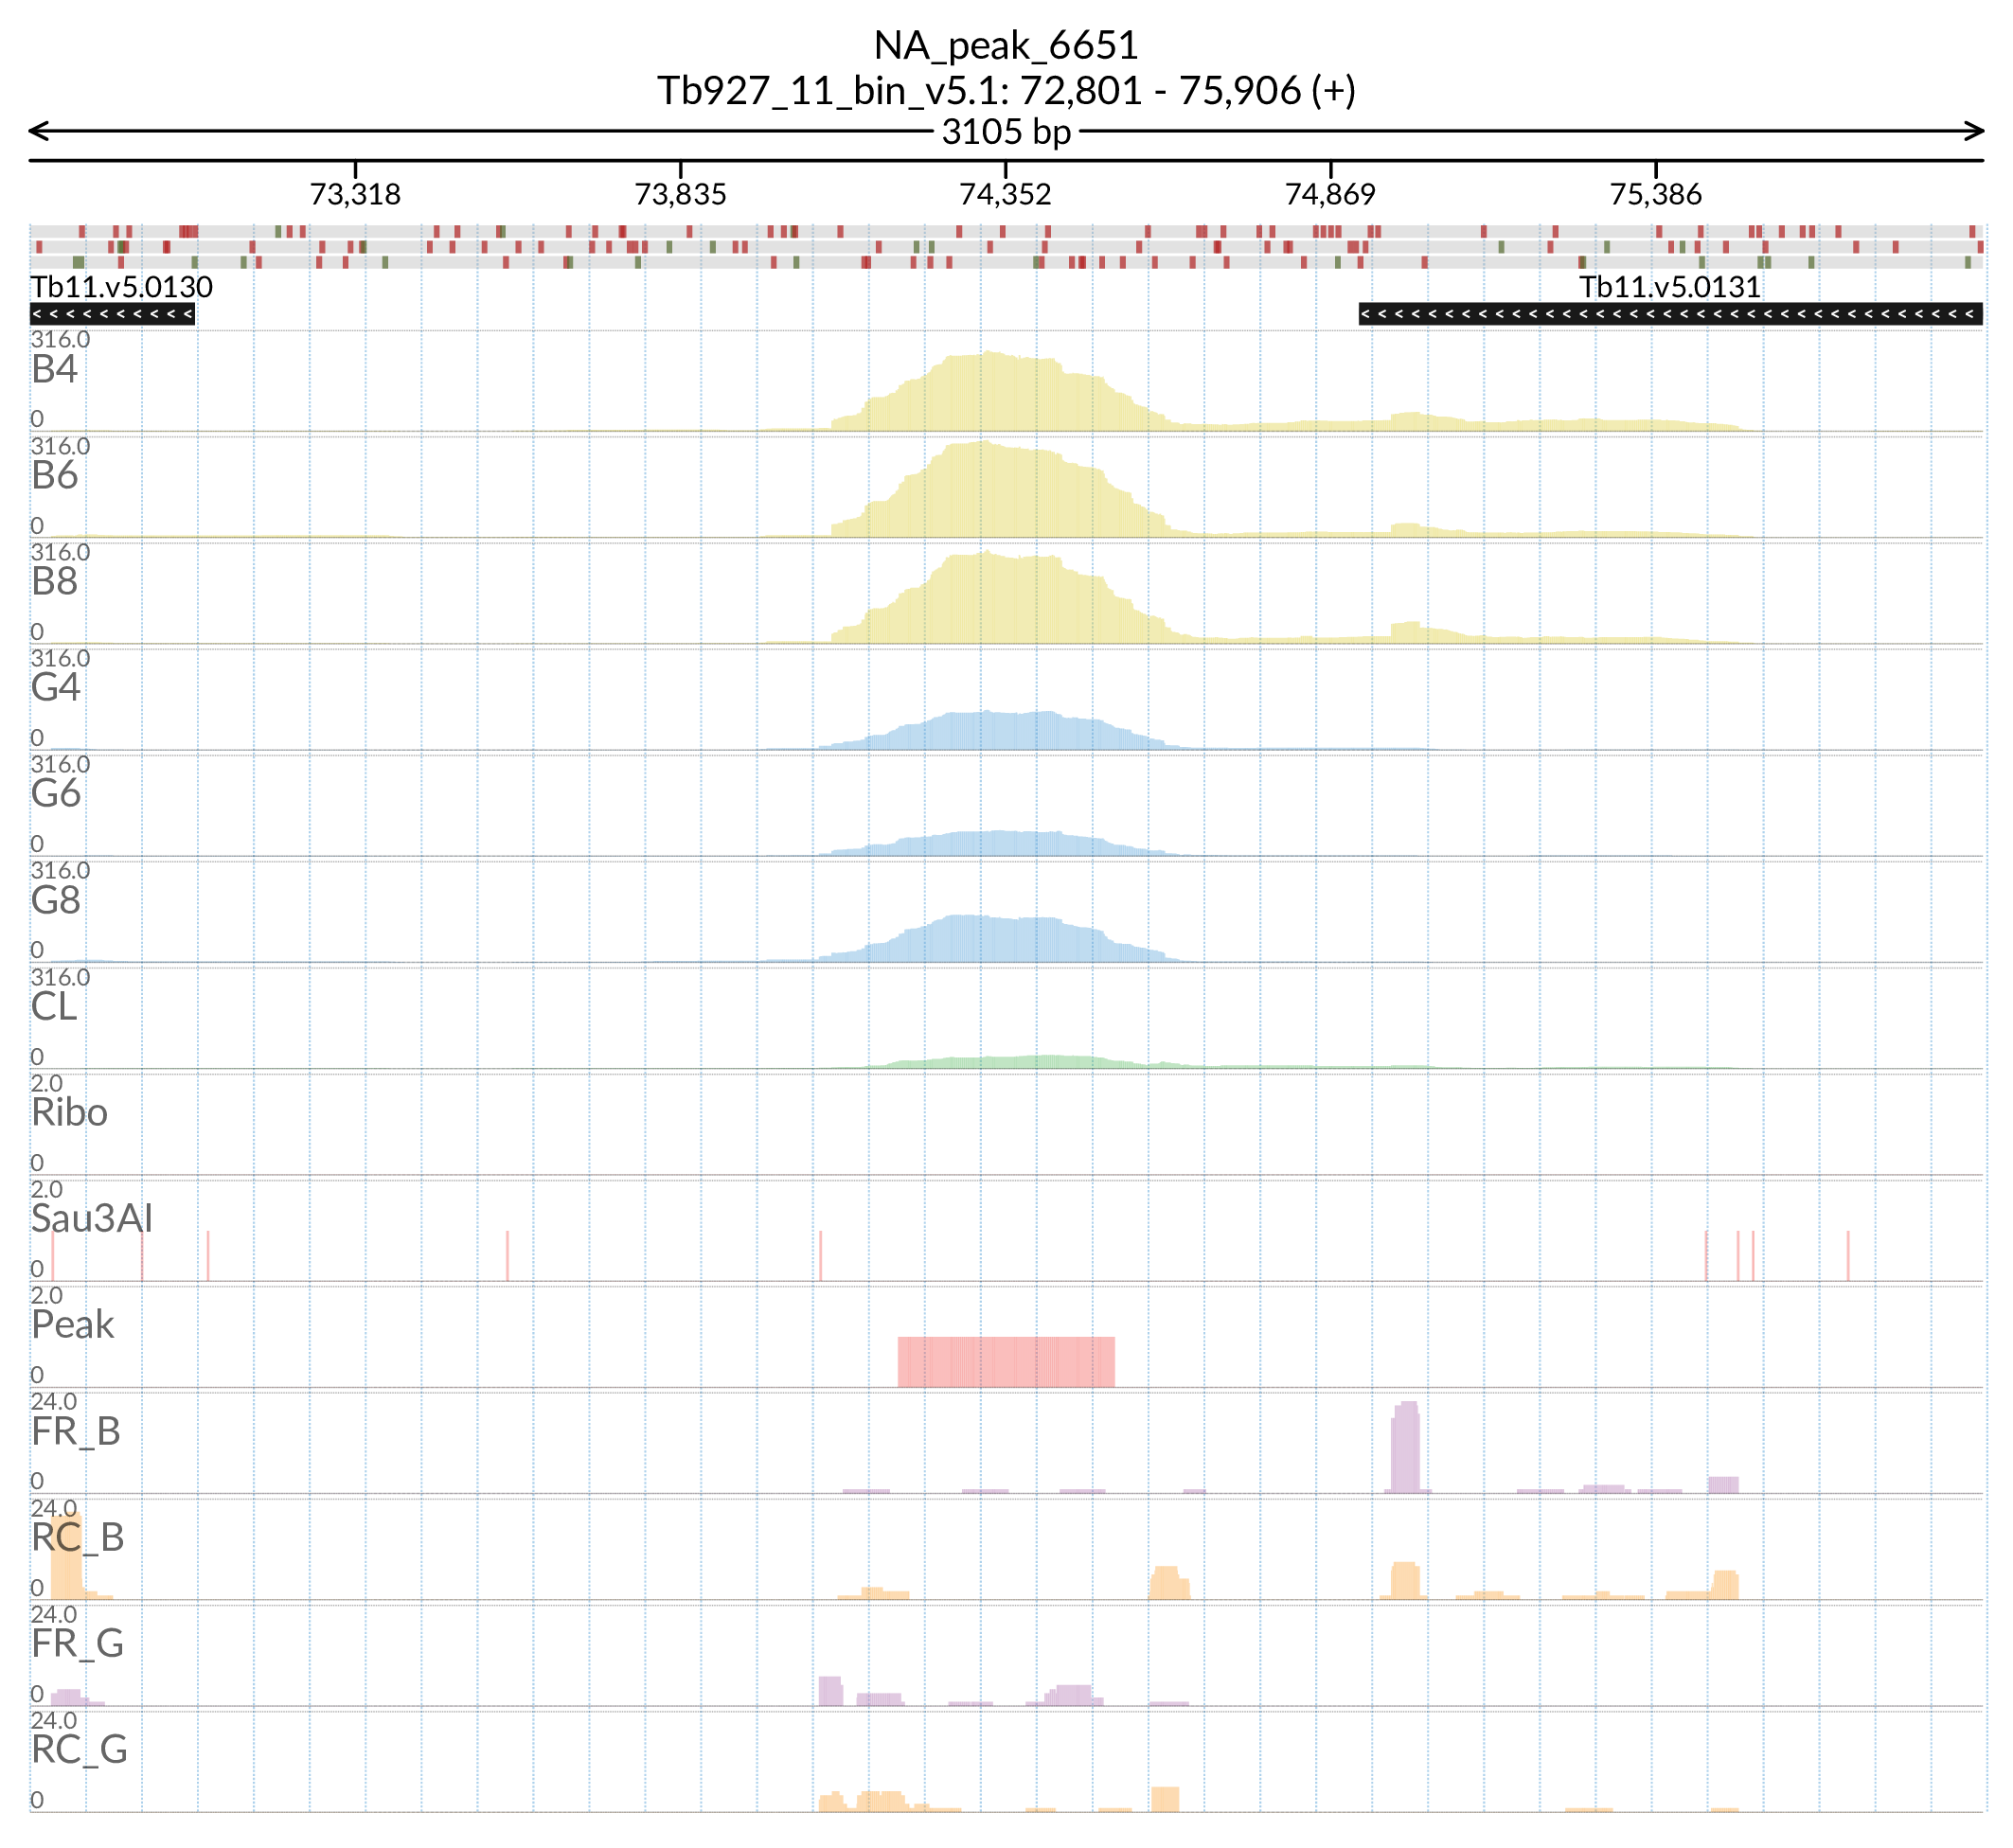 NA_peak_6651
Tb927_11_bin_v5.1: 72,801 - 75,906 (+)
3105 bp
73,318 73,835 74,352 74,869 75,386
Tb11.v5.0130 Tb11.v5.0131
316.0
B4
0
316.0
B6
0
316.0
B8
0
316.0
G4
0
316.0
G6
0
316.0
G8
0
316.0
CL
0
2.0
Ribo
0
2.0
Sau3AI
0
2.0
Peak
0
24.0
FR_B
0
24.0
RC_B
0
24.0
FR_G
0
24.0
RC_G
0